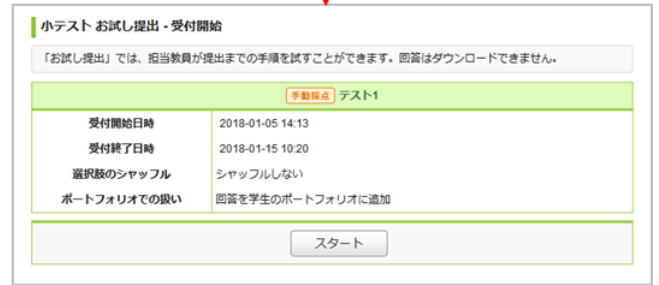 小テスト お試し提出 - 受付開始
「お試し提出」では、担当教員が提出までの手順を試すことができます。回答はダウンロードできません。
手動採点 テスト1
受付開始日時 2018-01-05 14:13
受付終了日時 2018-01-15 10:20
選択肢のシャッフル シャッフルしない
ポートフォリオでの扱い 回答を学生のポートフォリオに追加
スタート